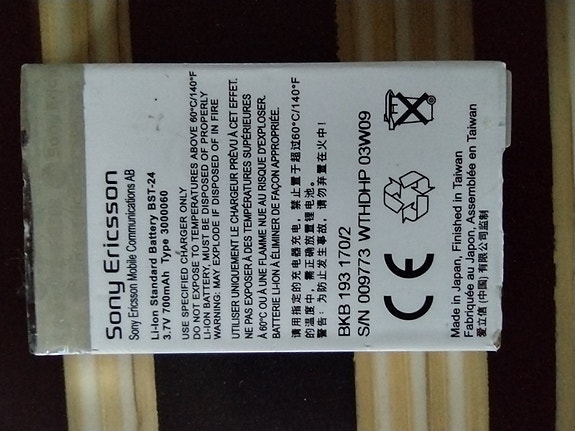 Sony Ericsson
Sony Ericsson Mobile Communications AB
Li-Ion Standard Battery BST-24
3.7V 700mAh Type 3000060
USE SPECIFIED CHARGER ONLY
DO NOT EXPOSE TO TEMPERATURES ABOVE 60°C/140°F
LI-ION BATTERY, MUST BE DISPOSED OF PROPERLY
WARNING: MAY EXPLODE IF DISPOSED OF IN FIRE
UTILISER UNIQUEMENT LE CHARGEUR PRÉVU À CET EFFET.
NE PAS EXPOSER À DES TEMPÉRATURES SUPÉRIEURES
À 60°C OU À UNE FLAMME NUE AU RISQUE D'EXPLOSER.
BATTERIE LI-ION À ÉLIMINER DE FAÇON APPROPRIÉE.
请用指定的充电器充电，禁止置于超过60°C/140°F
的温度中，需正确放置锂电池。
警告：为防止发生事故，请勿弃置在火中！
BKB 193 170/2
S/N 009773 WTHDHP 03W09
CE
Made in Japan, Finished in Taiwan
Fabriquée au Japon, Assemblée en Taiwan
爱立信（中国）有限公司监制